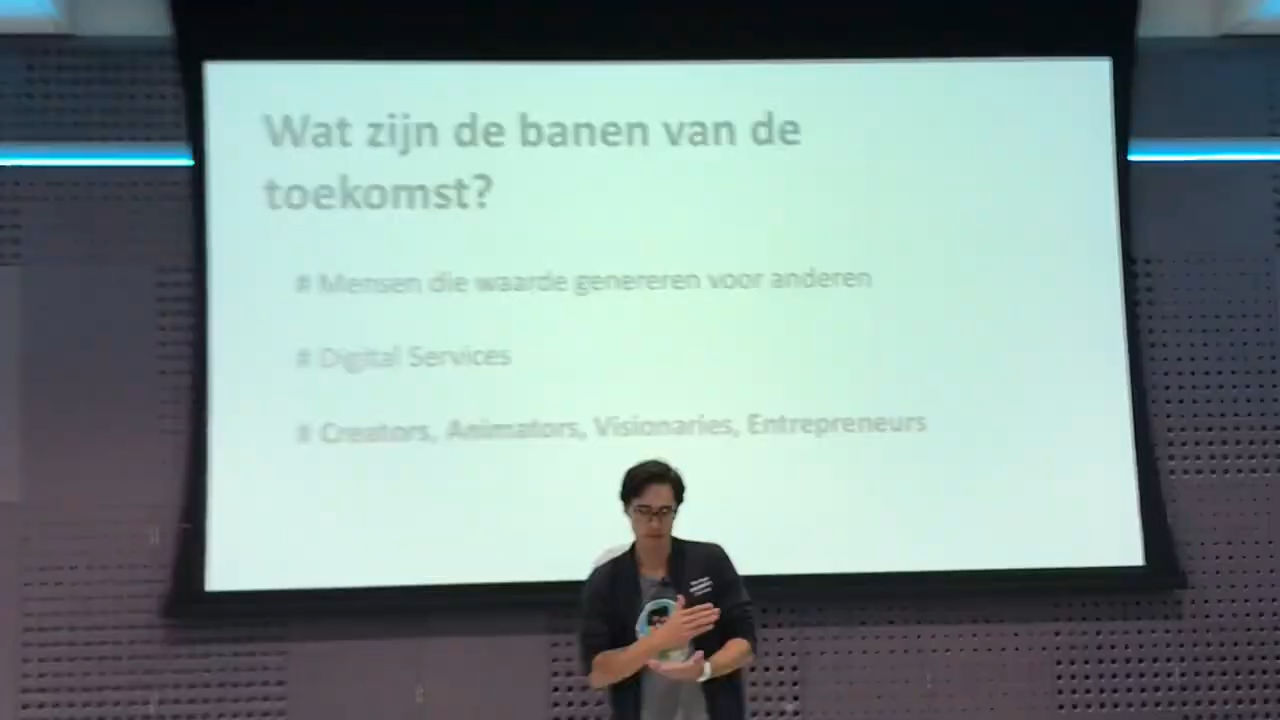 Wat zijn de banen van de
toekomst?
# Mensen die waarde genereren voor anderen
# Digital Services
# Creators, Animators, Visionaries, Entrepreneurs